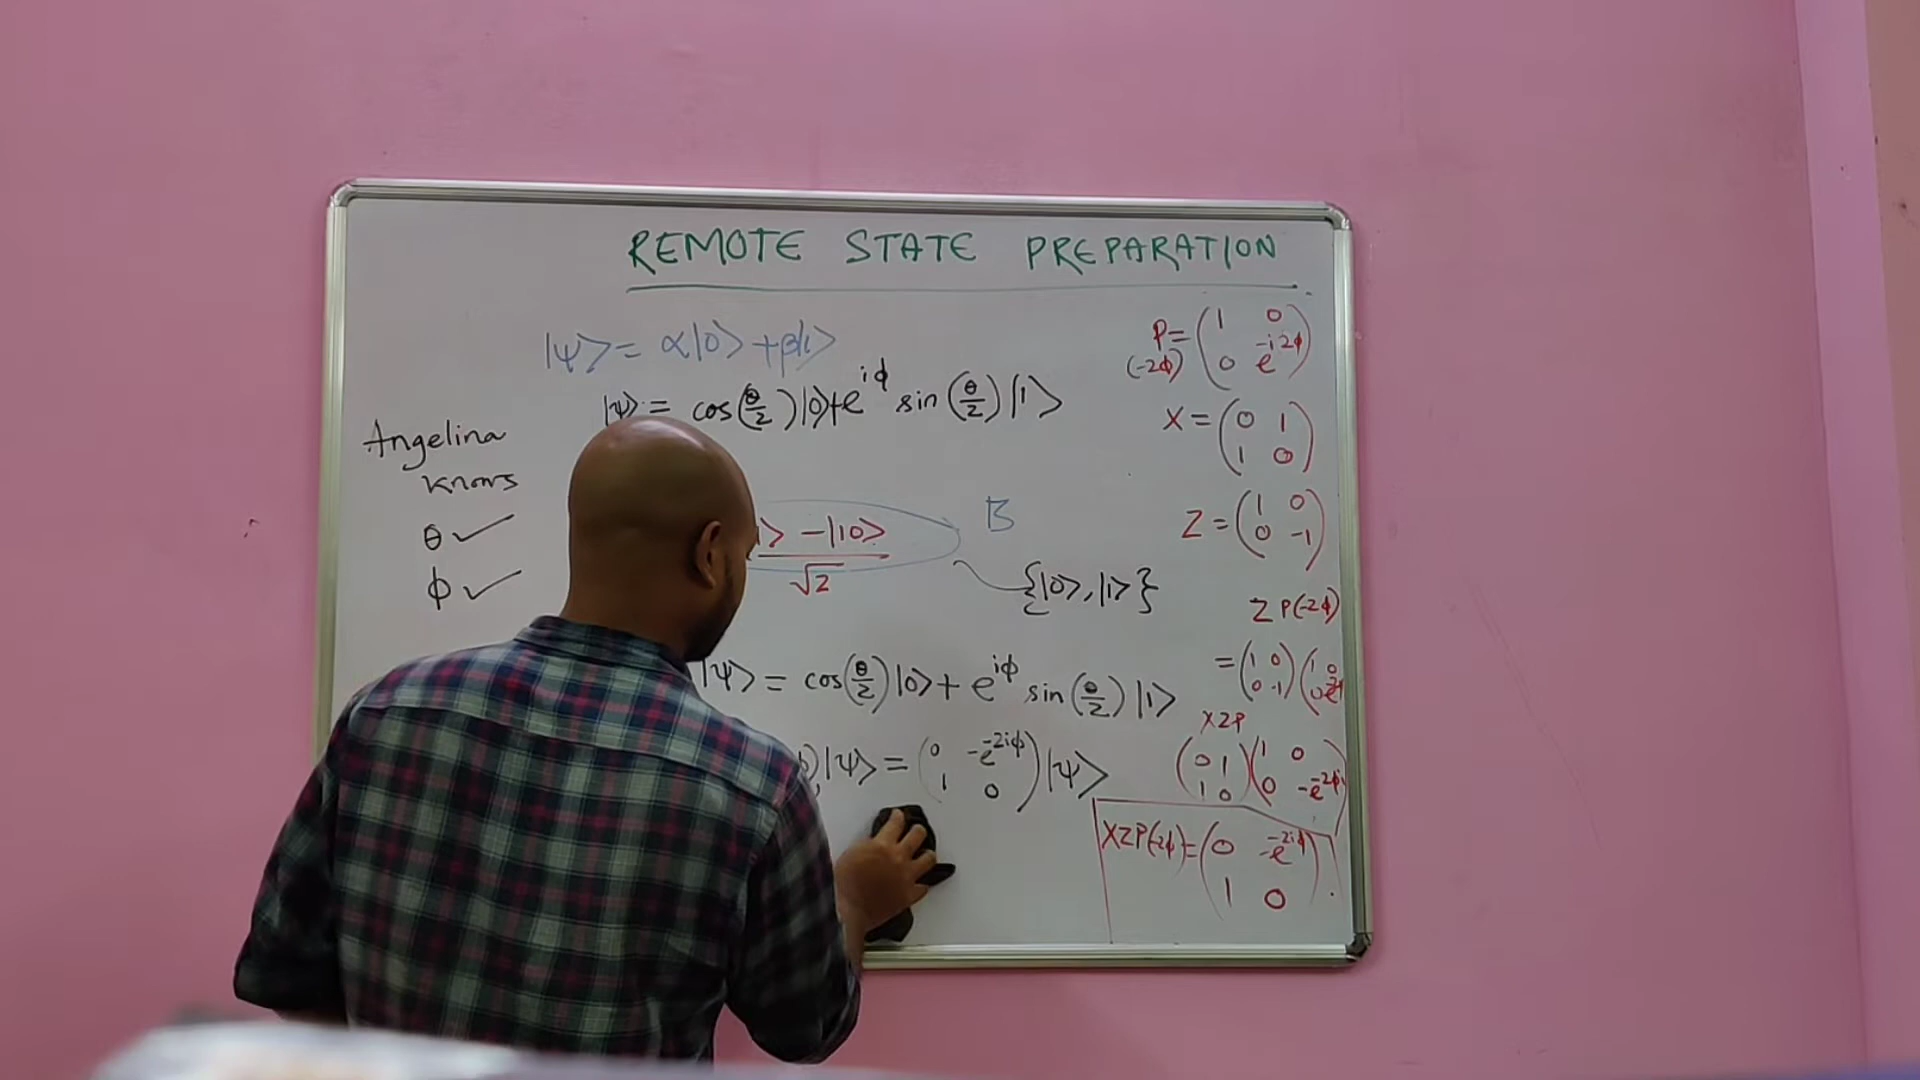 REMOTE STATE PREPARATION
|ψ> = α|0> + β|1>
|ψ> = cos(θ/2)|0> + e^{iϕ} sin(θ/2)|1>
Angelina
knows
θ ✓
ϕ ✓
> - |10>
√2
B
{|0>, |1>}
|ψ> = cos(θ/2)|0> + e^{iϕ} sin(θ/2)|1>
)|ψ> = (0 -e^{-2iϕ}
1 0)|ψ>
P = (1 0
(-2ϕ) 0 e^{-i2ϕ})
X = (0 1
1 0)
Z = (1 0
0 -1)
Z P(-2ϕ)
= (1 0
0 -1) (1 0
XZP
(0 1
1 0) (1 0
0 -e^{-2iϕ}
XZP(-2ϕ) = (0 -e^{-2iϕ}
1 0)